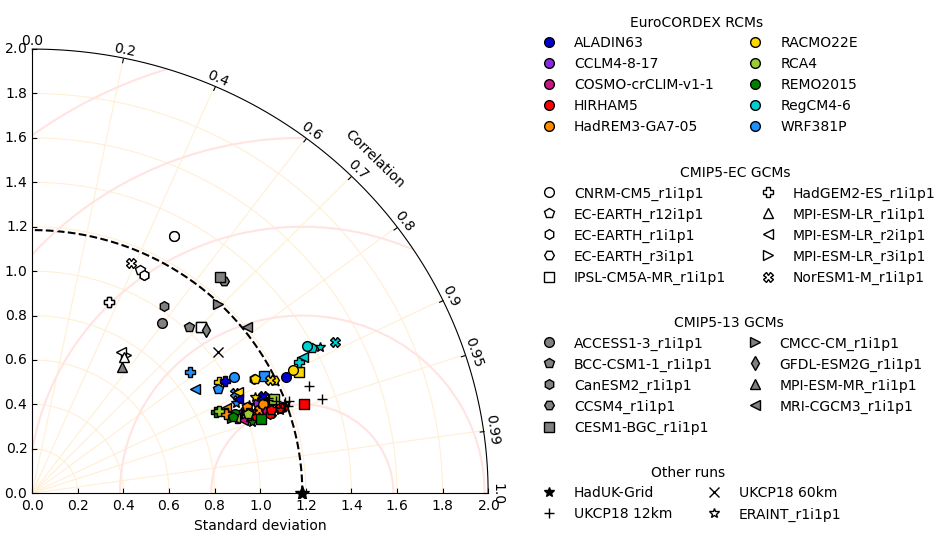 0.0
0.2
0.4
0.6
0.7
0.8
0.9
0.95
0.99
1.0
Correlation
2.0
1.8
1.6
1.4
1.2
1.0
0.8
0.6
0.4
0.2
0.0
0.0 0.2 0.4 0.6 0.8 1.0 1.2 1.4 1.6 1.8 2.0
Standard deviation
EuroCORDEX RCMs
ALADIN63 RACMO22E
CCLM4-8-17 RCA4
COSMO-crCLIM-v1-1 REMO2015
HIRHAM5 RegCM4-6
HadREM3-GA7-05 WRF381P
CMIP5-EC GCMs
CNRM-CM5_r1i1p1 HadGEM2-ES_r1i1p1
EC-EARTH_r12i1p1 MPI-ESM-LR_r1i1p1
EC-EARTH_r1i1p1 MPI-ESM-LR_r2i1p1
EC-EARTH_r3i1p1 MPI-ESM-LR_r3i1p1
IPSL-CM5A-MR_r1i1p1 NorESM1-M_r1i1p1
CMIP5-13 GCMs
ACCESS1-3_r1i1p1 CMCC-CM_r1i1p1
BCC-CSM1-1_r1i1p1 GFDL-ESM2G_r1i1p1
CanESM2_r1i1p1 MPI-ESM-MR_r1i1p1
CCSM4_r1i1p1 MRI-CGCM3_r1i1p1
CESM1-BGC_r1i1p1
Other runs
HadUK-Grid UKCP18 60km
UKCP18 12km ERAINT_r1i1p1